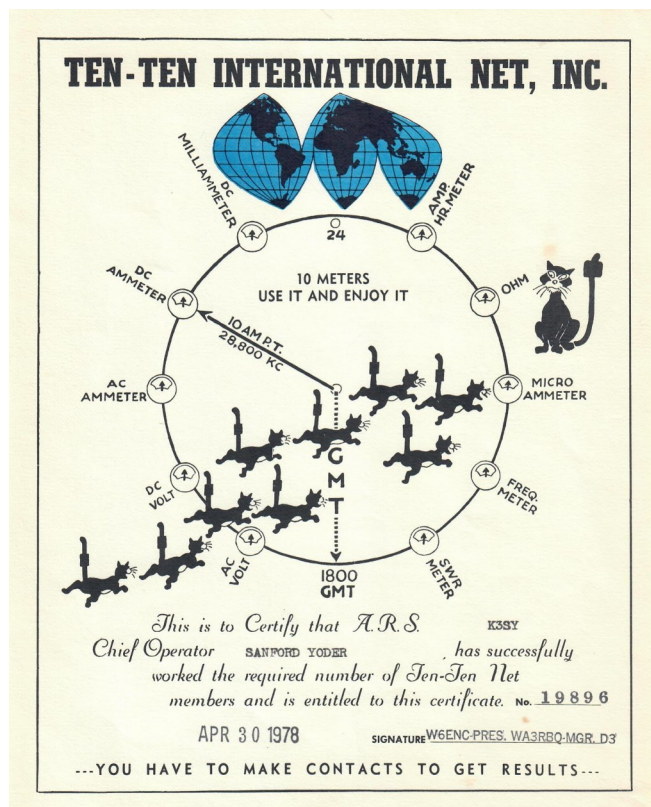 TEN-TEN INTERNATIONAL NET, INC.
DC
MILLIAMMETER
AMP.
HR. METER
24
DC
AMMETER
10 METERS
USE IT AND ENJOY IT
OHM
10 AM P.T.
28,800 KC
AC
AMMETER
MICRO
AMMETER
GMT
DC
VOLT
FREQ.
METER
AC
VOLT
SWR
METER
1800
GMT
This is to Certify that A.R.S. K3SY
Chief Operator SANFORD YODER , has successfully
worked the required number of Ten-Ten Net
members and is entitled to this certificate. No. 19896
APR 30 1978 SIGNATURE W6ENC-PRES. WA3RBQ-MGR. D3
---YOU HAVE TO MAKE CONTACTS TO GET RESULTS---